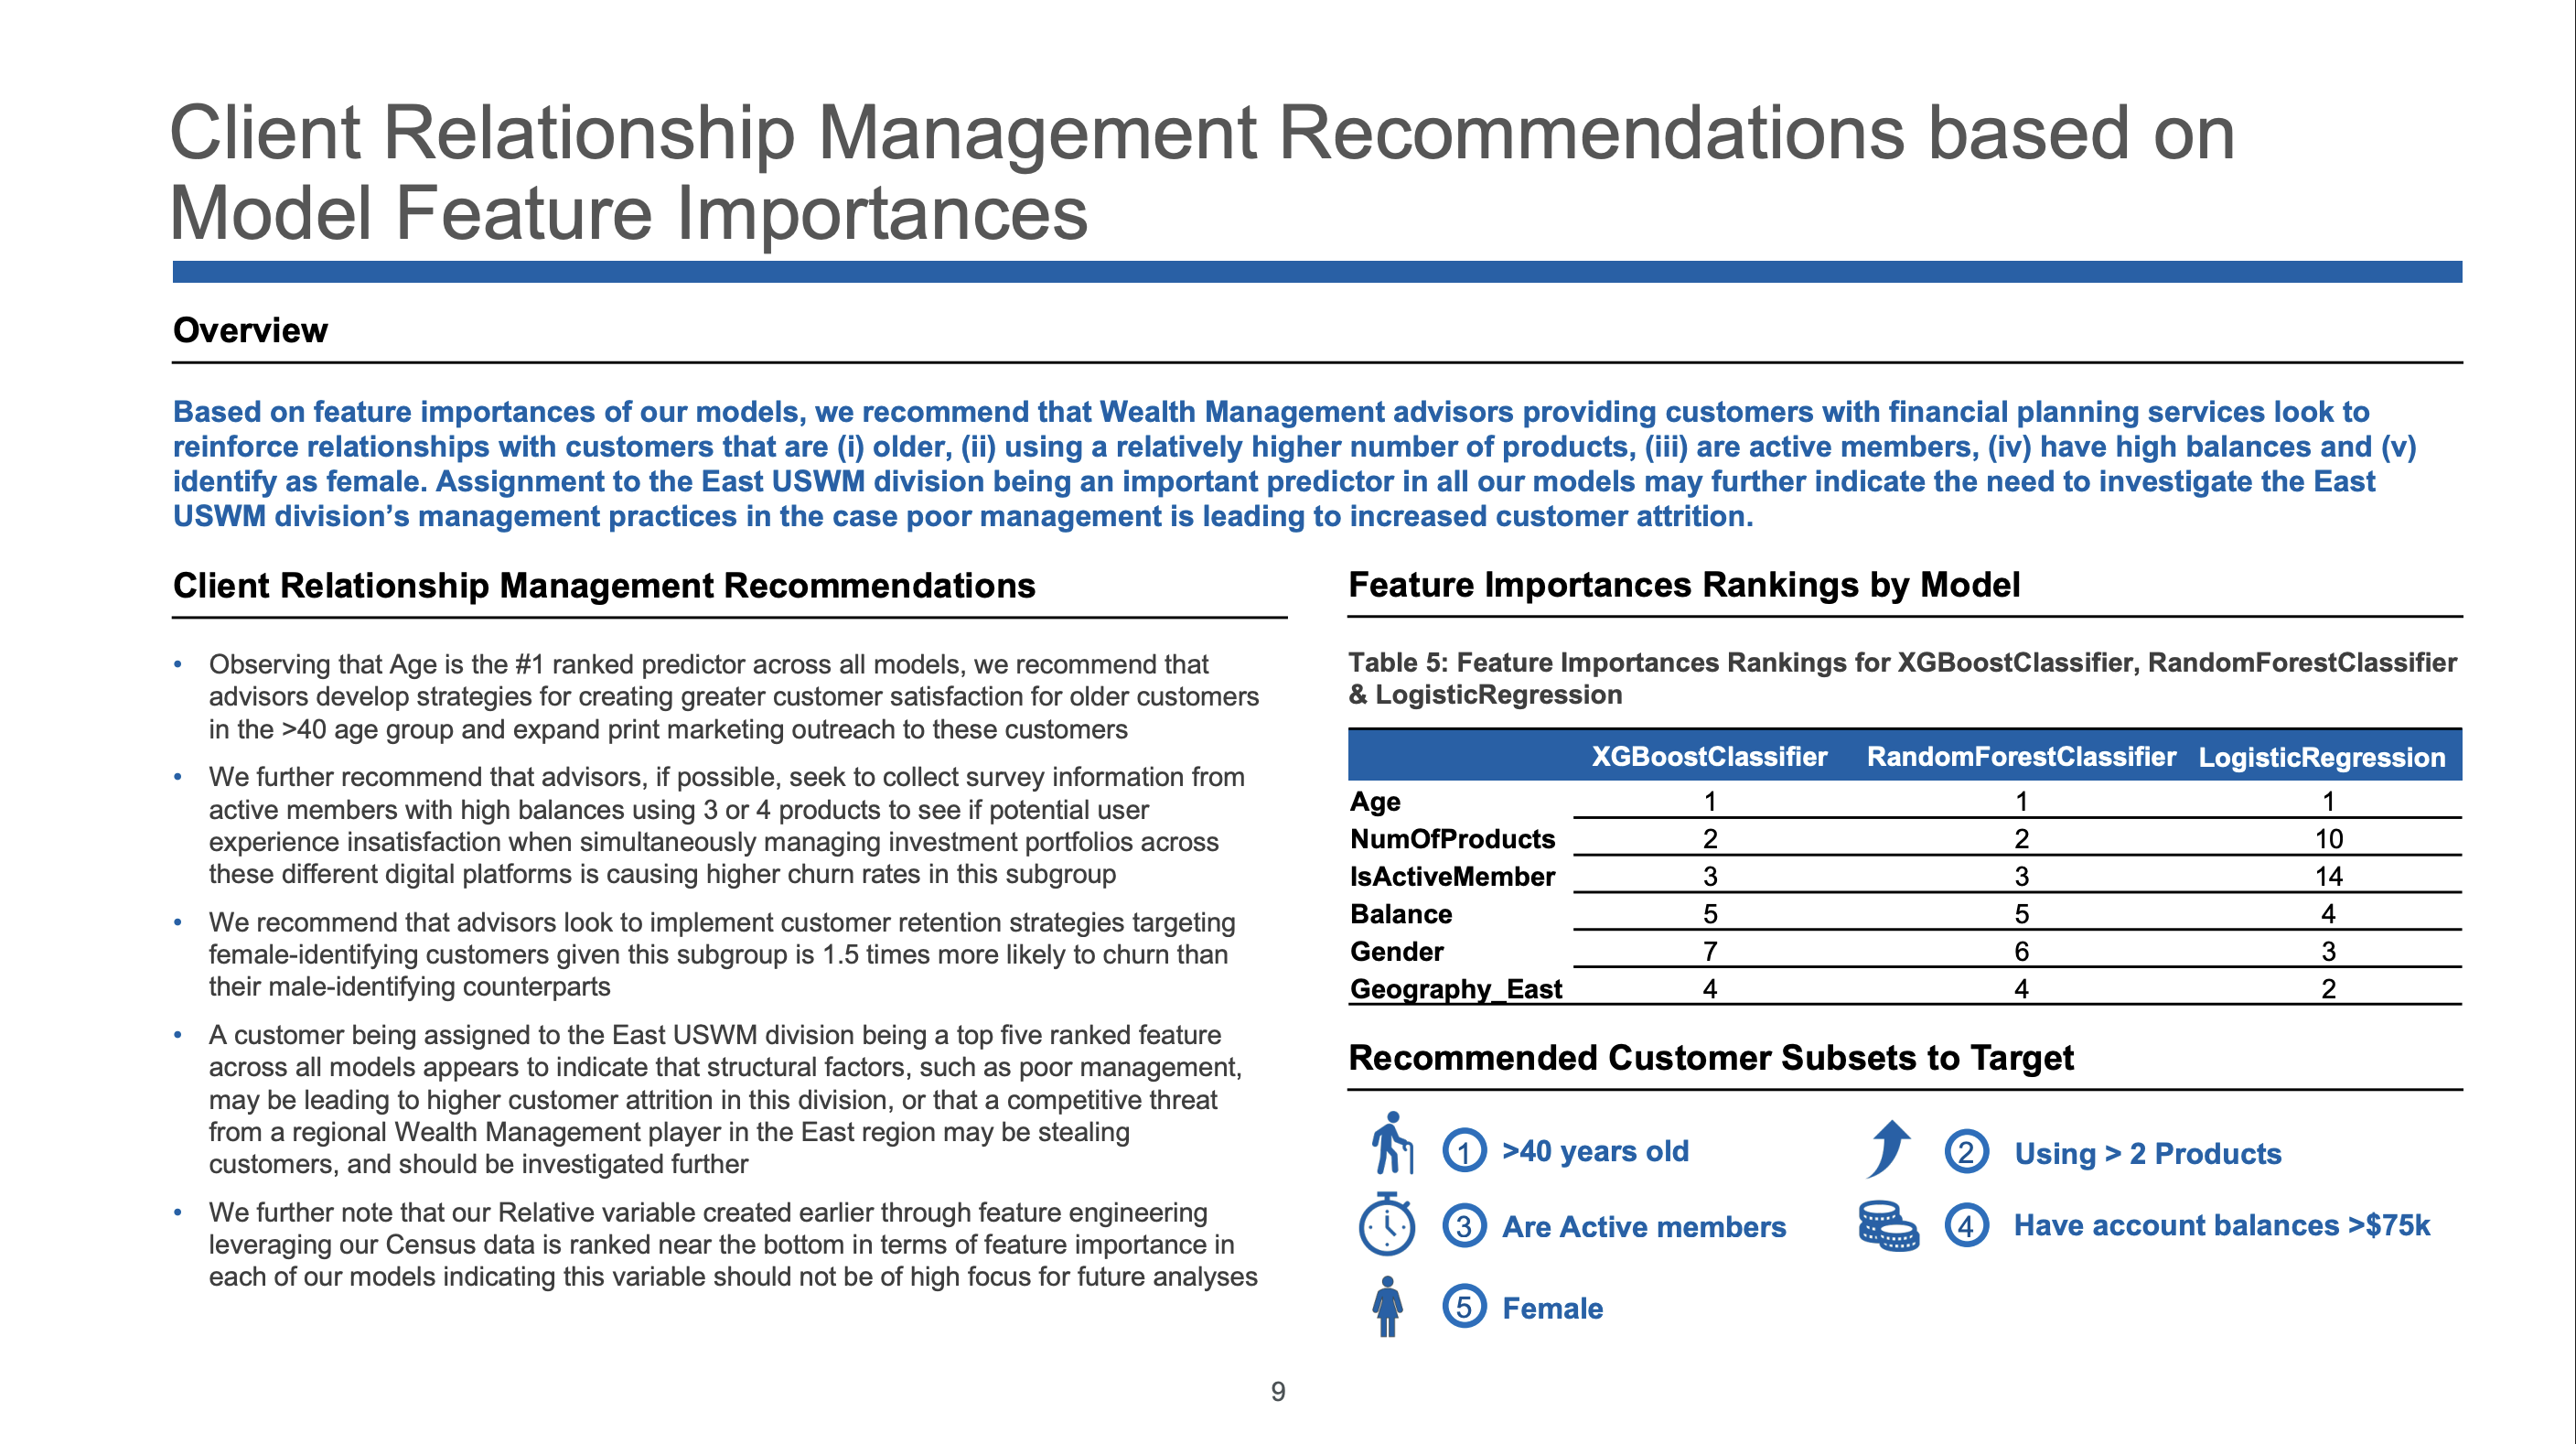 Client Relationship Management Recommendations based on
Model Feature Importances
Overview
Based on feature importances of our models, we recommend that Wealth Management advisors providing customers with financial planning services look to
reinforce relationships with customers that are (i) older, (ii) using a relatively higher number of products, (iii) are active members, (iv) have high balances and (v)
identify as female. Assignment to the East USWM division being an important predictor in all our models may further indicate the need to investigate the East
USWM division’s management practices in the case poor management is leading to increased customer attrition.
Client Relationship Management Recommendations
• Observing that Age is the #1 ranked predictor across all models, we recommend that
advisors develop strategies for creating greater customer satisfaction for older customers
in the >40 age group and expand print marketing outreach to these customers
• We further recommend that advisors, if possible, seek to collect survey information from
active members with high balances using 3 or 4 products to see if potential user
experience insatisfaction when simultaneously managing investment portfolios across
these different digital platforms is causing higher churn rates in this subgroup
• We recommend that advisors look to implement customer retention strategies targeting
female-identifying customers given this subgroup is 1.5 times more likely to churn than
their male-identifying counterparts
• A customer being assigned to the East USWM division being a top five ranked feature
across all models appears to indicate that structural factors, such as poor management,
may be leading to higher customer attrition in this division, or that a competitive threat
from a regional Wealth Management player in the East region may be stealing
customers, and should be investigated further
• We further note that our Relative variable created earlier through feature engineering
leveraging our Census data is ranked near the bottom in terms of feature importance in
each of our models indicating this variable should not be of high focus for future analyses
Feature Importances Rankings by Model
Table 5: Feature Importances Rankings for XGBoostClassifier, RandomForestClassifier
& LogisticRegression
XGBoostClassifier RandomForestClassifier LogisticRegression
Age 1 1 1
NumOfProducts 2 2 10
IsActiveMember 3 3 14
Balance 5 5 4
Gender 7 6 3
Geography_East 4 4 2
Recommended Customer Subsets to Target
1 >40 years old
2 Using > 2 Products
3 Are Active members
4 Have account balances >$75k
5 Female
9